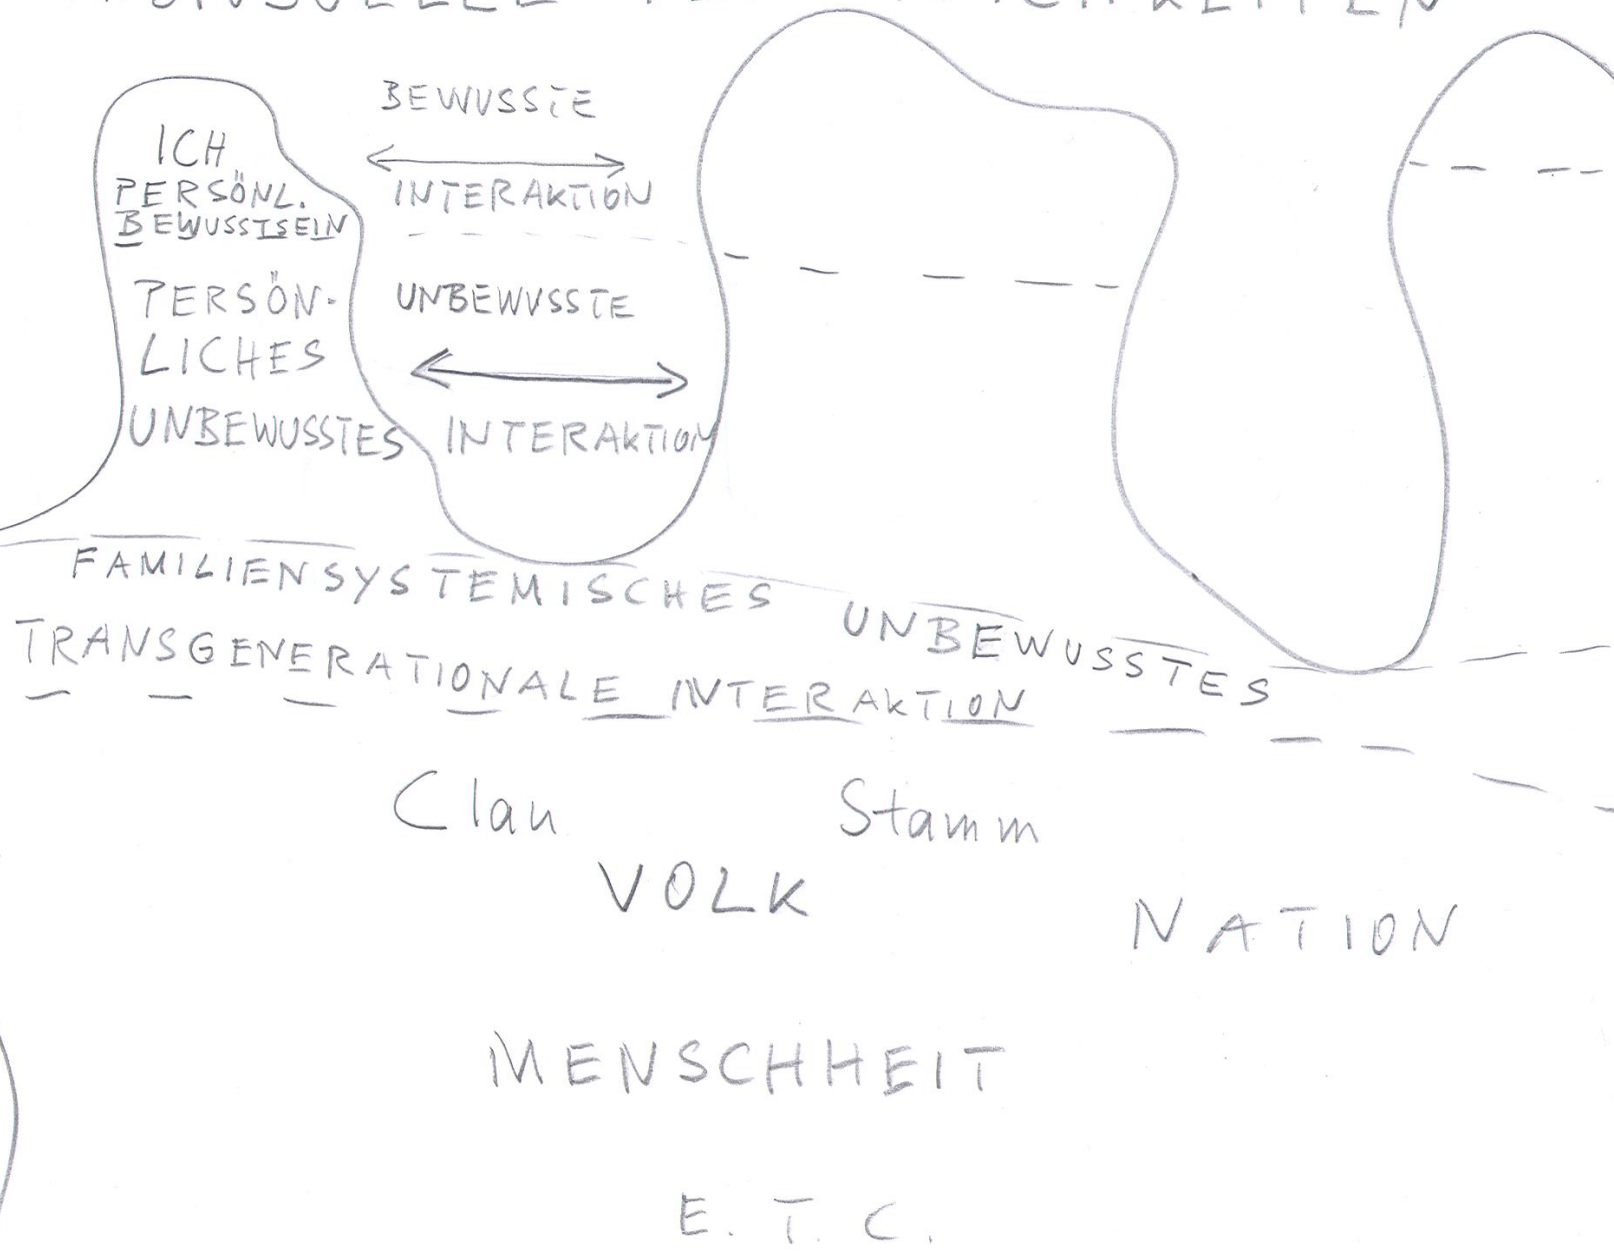 BEWUSSTE
INTERAKTION
ICH
PERSÖNL.
BEWUSSTSEIN
UNBEWUSSTE
INTERAKTION
PERSÖN-
LICHES
UNBEWUSSTES
FAMILIENSYSTEMISCHES UNBEWUSSTES
TRANSGENERATIONALE INTERAKTION
Clan Stamm
VOLK
NATION
MENSCHHEIT
E. T. C.